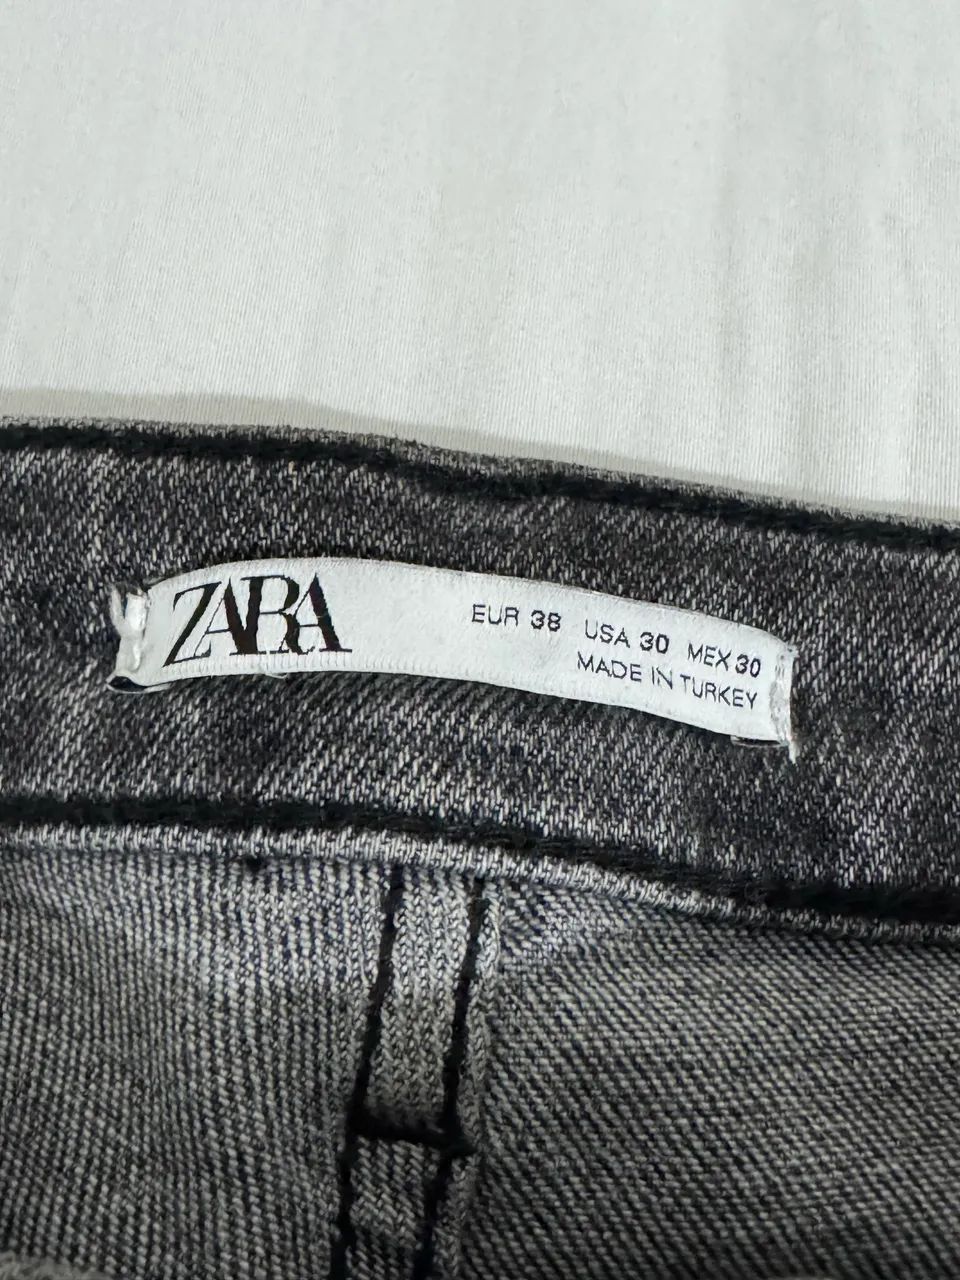 ZARA
EUR 38 USA 30 MEX 30
MADE IN TURKEY